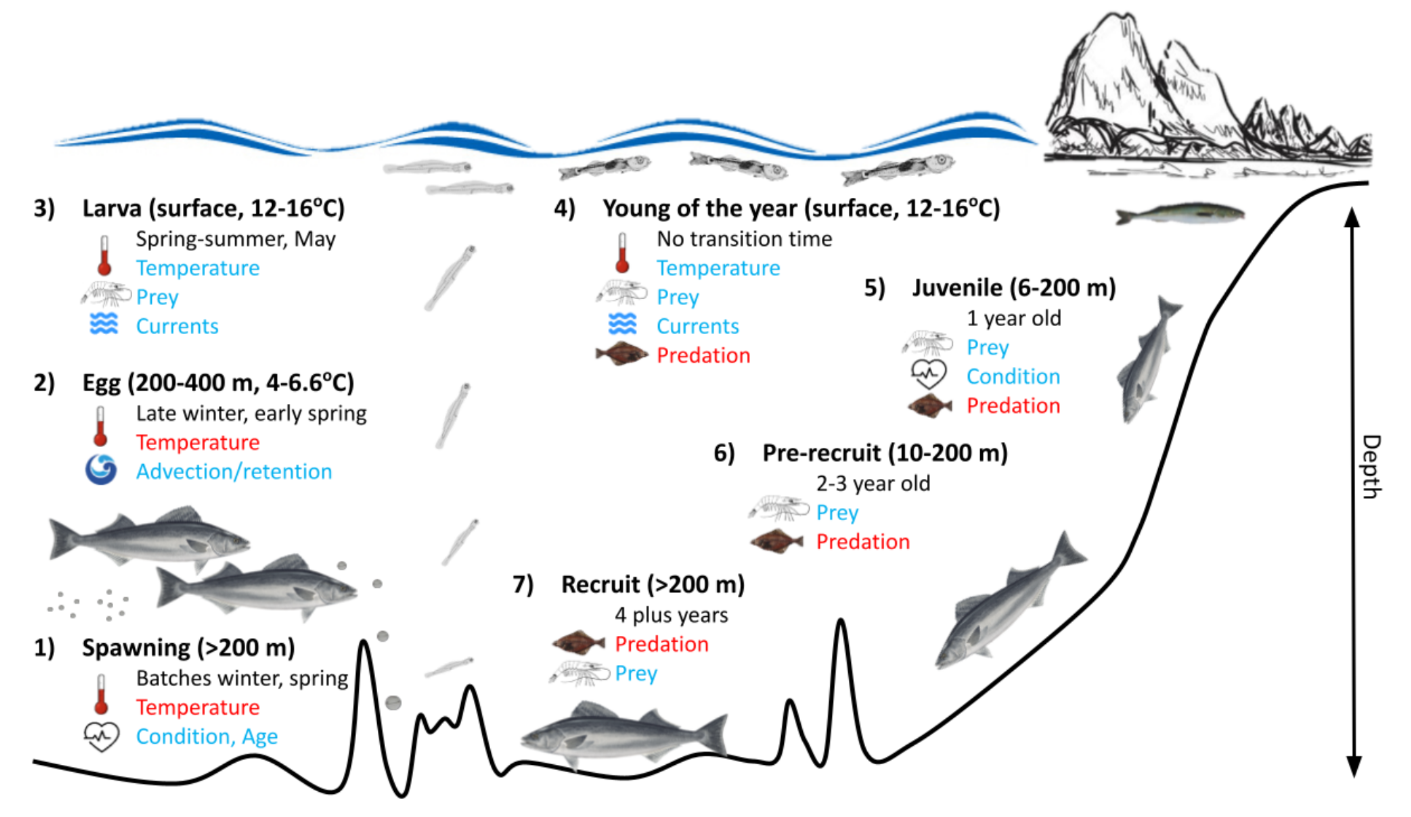 3) Larva (surface, 12-16°C)
Spring-summer, May
Temperature
Prey
Currents
4) Young of the year (surface, 12-16°C)
No transition time
Temperature
Prey
Currents
Predation
5) Juvenile (6-200 m)
1 year old
Prey
Condition
Predation
2) Egg (200-400 m, 4-6.6°C)
Late winter, early spring
Temperature
Advection/retention
6) Pre-recruit (10-200 m)
2-3 year old
Prey
Predation
7) Recruit (>200 m)
4 plus years
Predation
Prey
1) Spawning (>200 m)
Batches winter, spring
Temperature
Condition, Age
Depth